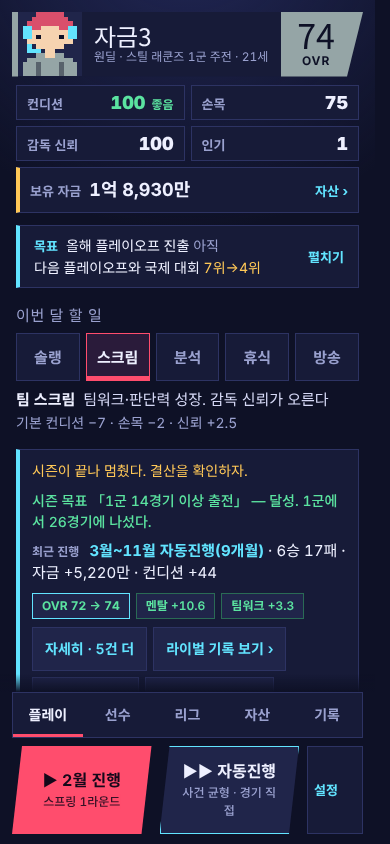 자금3
원딜 · 스틸 래쿤즈 1군 주전 · 21세
74
OVR
컨디션 100 좋음
손목 75
감독 신뢰 100
인기 1
보유 자금 1억 8,930만 자산 ›
목표 올해 플레이오프 진출 아직
다음 플레이오프와 국제 대회 7위→4위
펼치기
이번 달 할 일
솔랭 스크림 분석 휴식 방송
팀 스크림 팀워크·판단력 성장. 감독 신뢰가 오른다
기본 컨디션 −7 · 손목 −2 · 신뢰 +2.5
시즌이 끝나 멈췄다. 결산을 확인하자.
시즌 목표 「1군 14경기 이상 출전」 — 달성. 1군에
서 26경기에 나섰다.
최근 진행 3월~11월 자동진행(9개월) · 6승 17패 ·
자금 +5,220만 · 컨디션 +44
OVR 72 → 74 멘탈 +10.6 팀워크 +3.3
자세히 · 5건 더 라이벌 기록 보기 ›
플레이 선수 리그 자산 기록
▶ 2월 진행
스프링 1라운드
▶▶ 자동진행
사건 균형 · 경기 직
접
설정